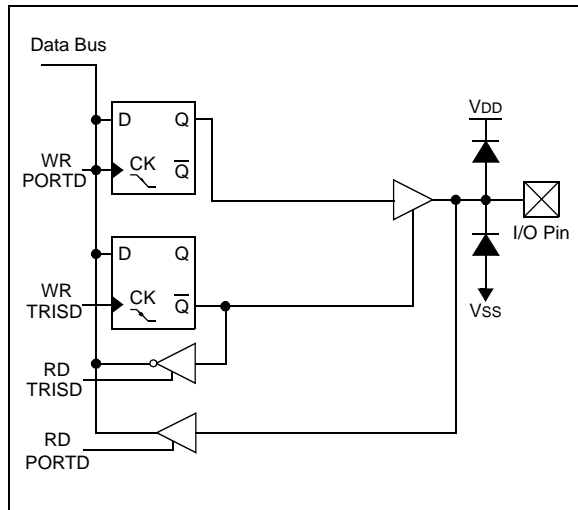 Data Bus
VDD
D Q
WR
PORTD
CK Q
I/O Pin
D Q
VSS
WR
TRISD
CK Q
RD
TRISD
RD
PORTD